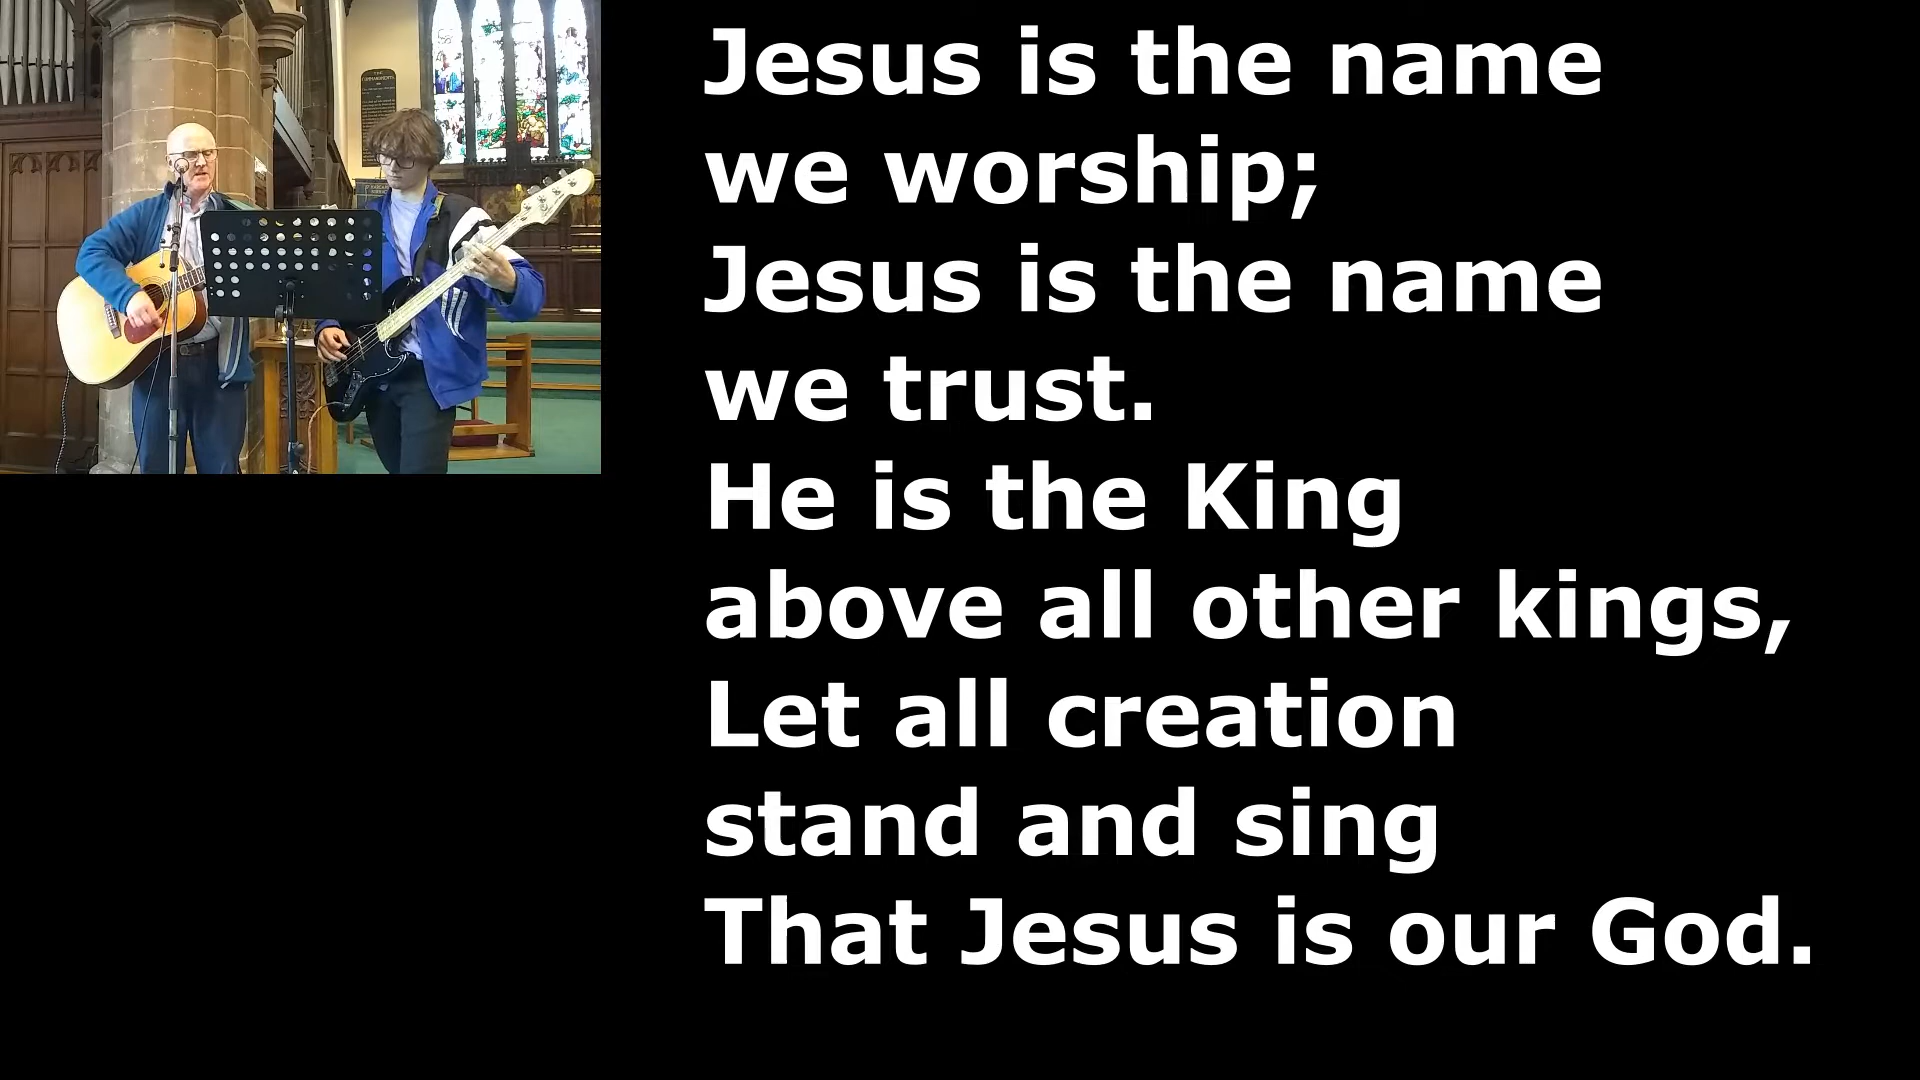 Jesus is the name
we worship;
Jesus is the name
we trust.
He is the King
above all other kings,
Let all creation
stand and sing
That Jesus is our God.